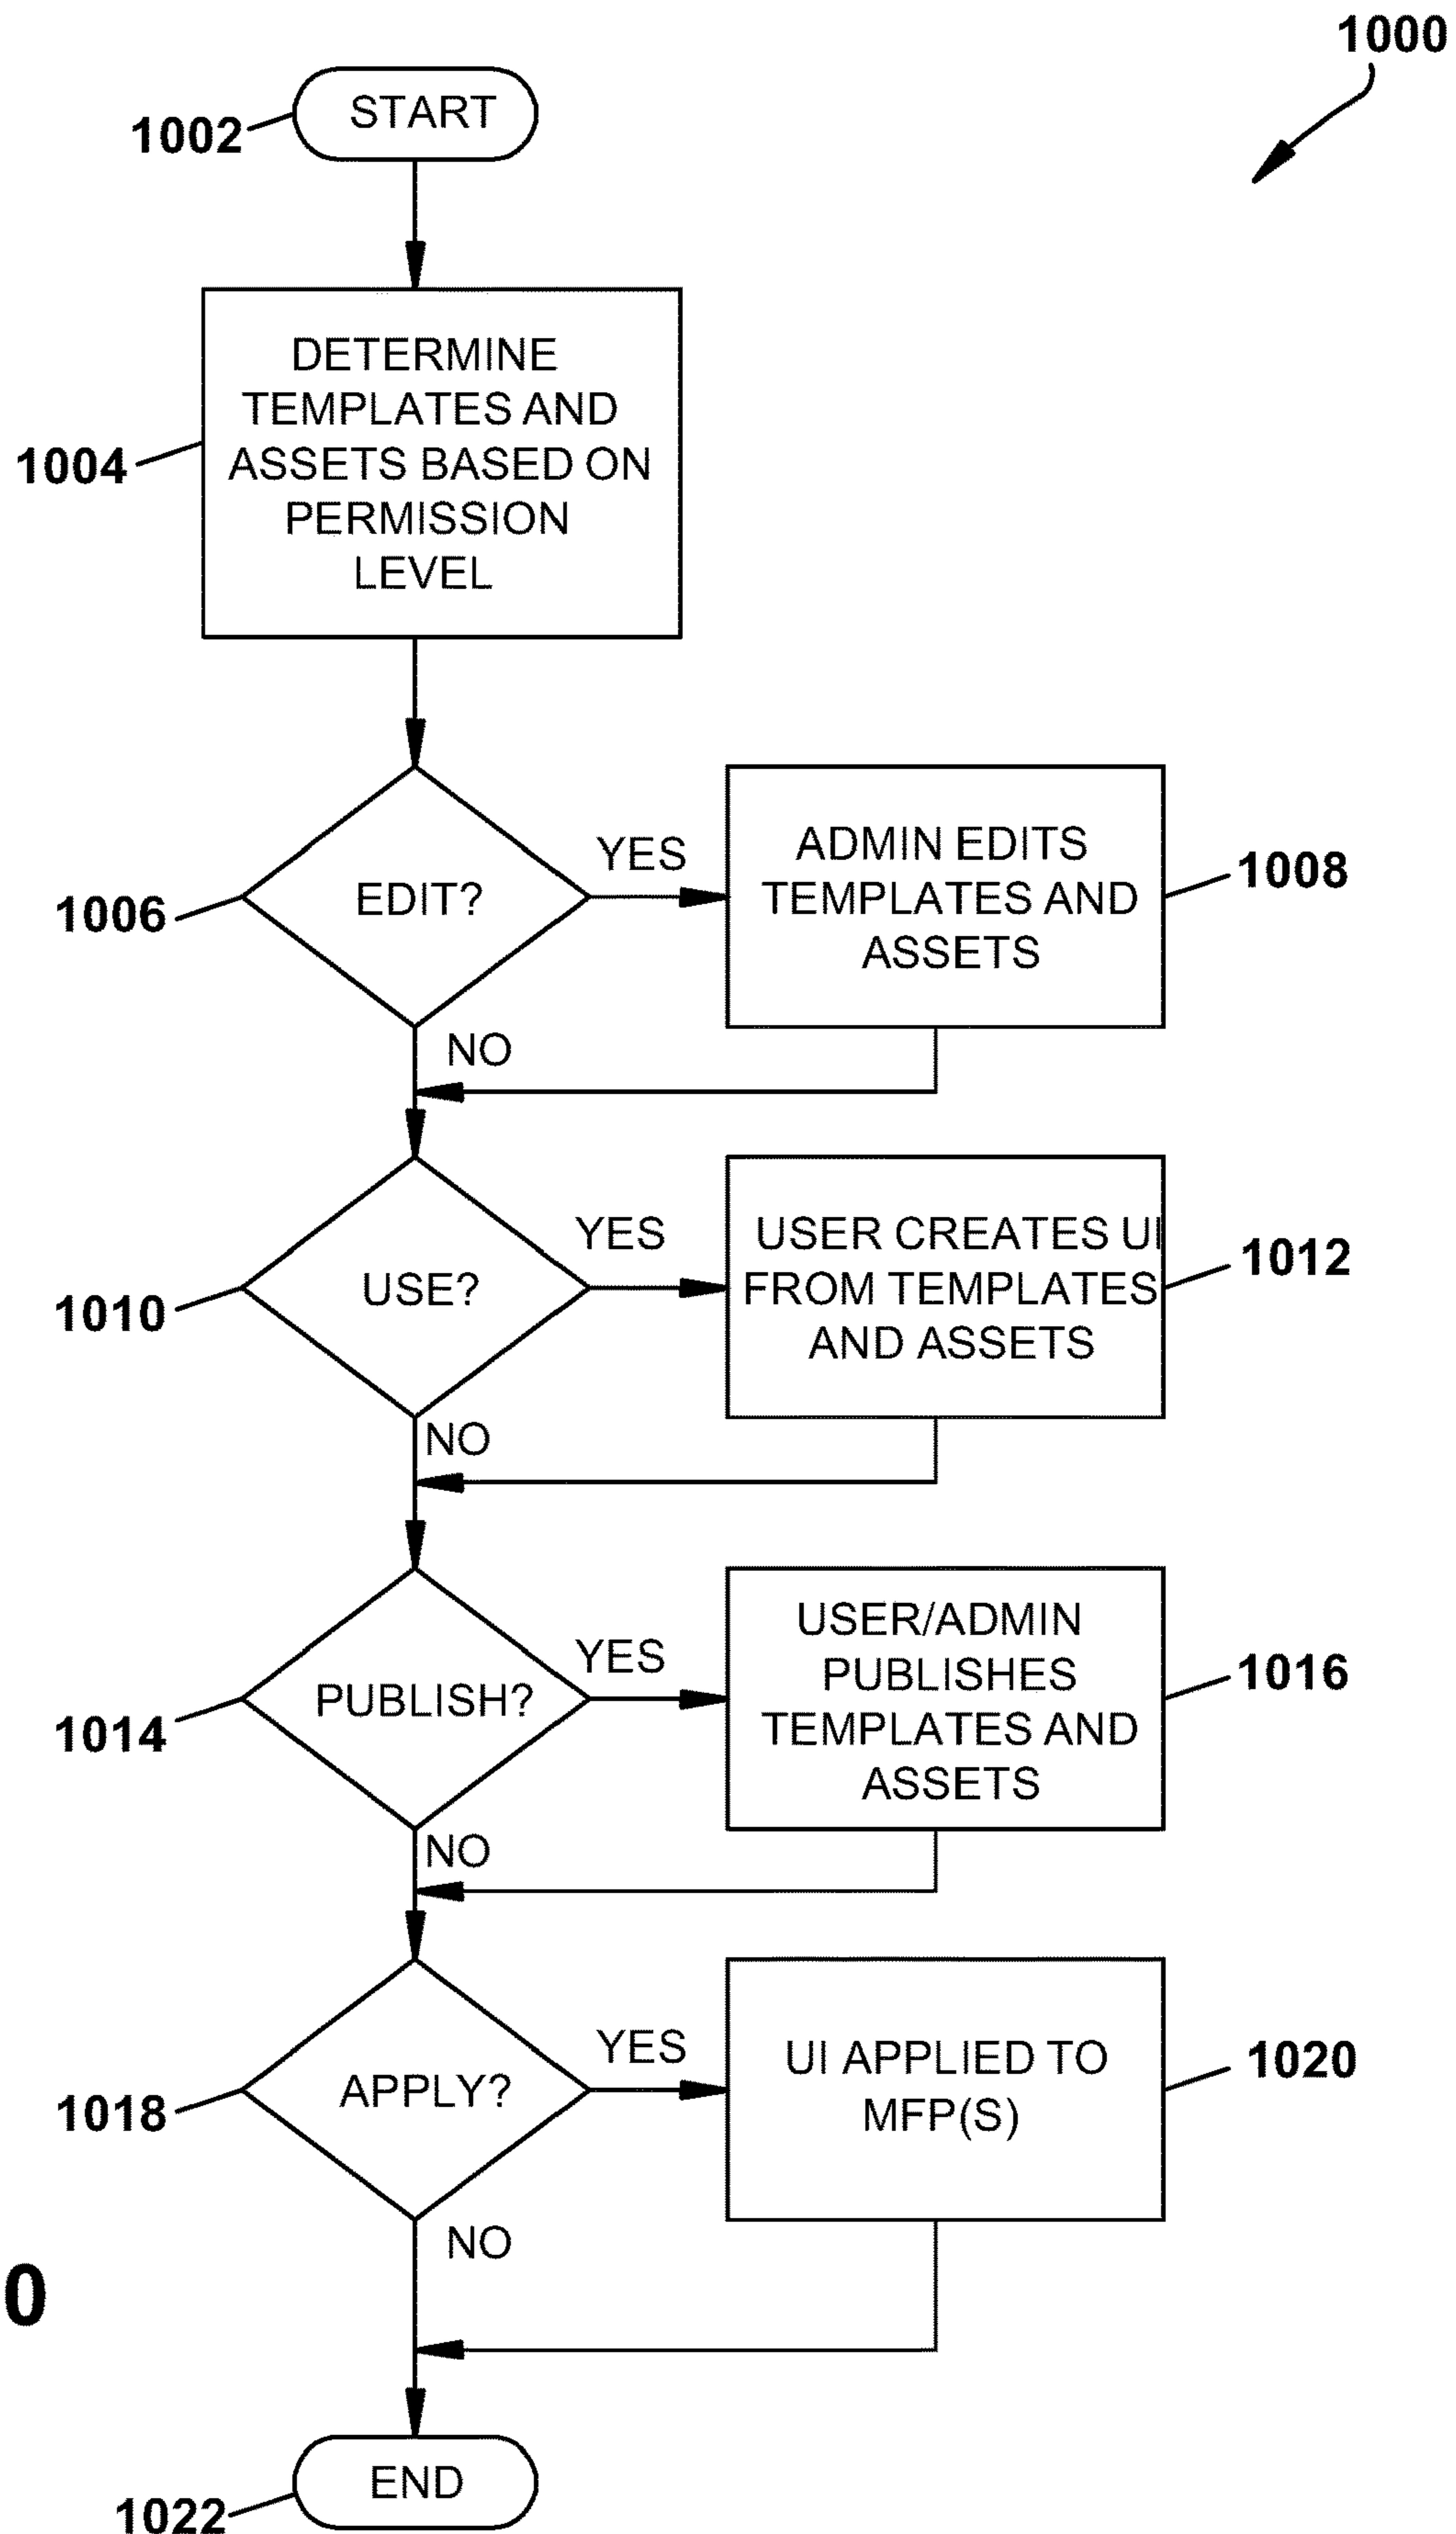 1000
START
1002
DETERMINE
TEMPLATES AND
ASSETS BASED ON
PERMISSION
LEVEL
1004
EDIT?
1006
YES
NO
ADMIN EDITS
TEMPLATES AND
ASSETS
1008
USE?
1010
YES
NO
USER CREATES UI
FROM TEMPLATES
AND ASSETS
1012
PUBLISH?
1014
YES
NO
USER/ADMIN
PUBLISHES
TEMPLATES AND
ASSETS
1016
APPLY?
1018
YES
NO
UI APPLIED TO
MFP(S)
1020
0
END
1022